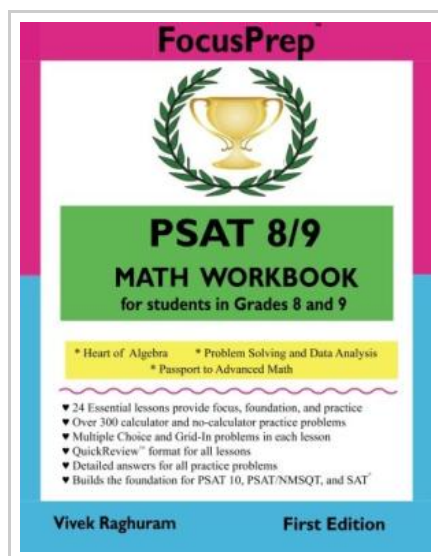 FocusPrep
PSAT 8/9
MATH WORKBOOK
for students in Grades 8 and 9
* Heart of Algebra * Problem Solving and Data Analysis
* Passport to Advanced Math
♥ 24 Essential lessons provide focus, foundation, and practice
♥ Over 300 calculator and no-calculator practice problems
♥ Multiple Choice and Grid-In problems in each lesson
♥ QuickReview™ format for all lessons
♥ Detailed answers for all practice problems
♥ Builds the foundation for PSAT 10, PSAT/NMSQT, and SAT
Vivek Raghuram First Edition